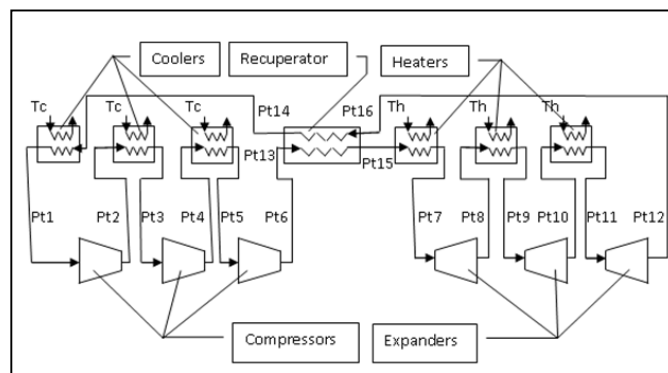 Coolers Recuperator Heaters
Tc Tc Tc Pt14 Pt16 Th Th Th
Pt13 Pt15
Pt1 Pt2 Pt3 Pt4 Pt5 Pt6 Pt7 Pt8 Pt9 Pt10 Pt11 Pt12
Compressors Expanders